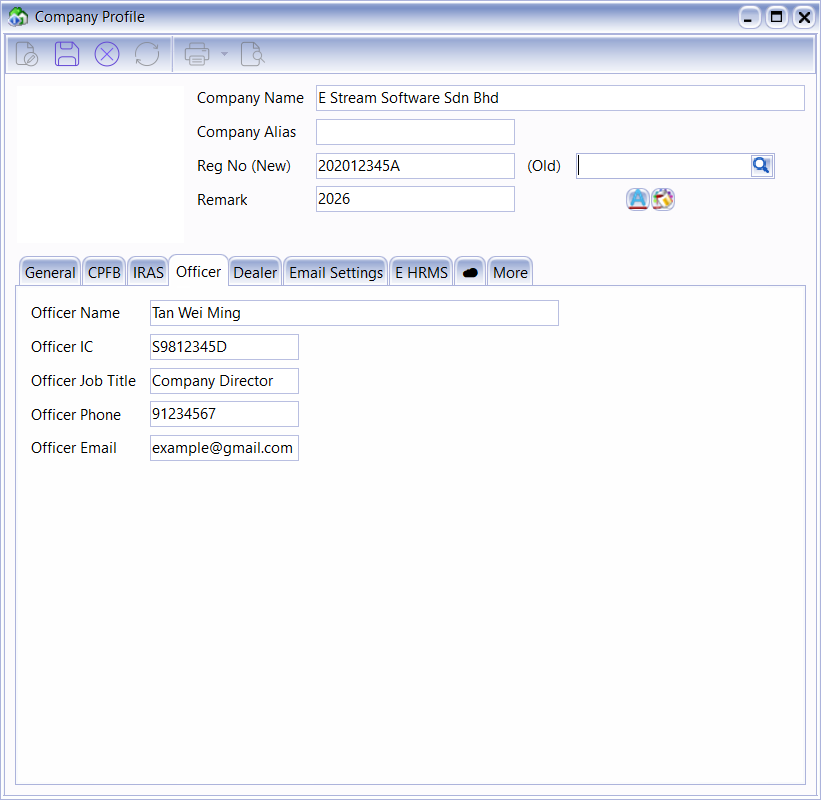 Company Profile
Company Name E Stream Software Sdn Bhd
Company Alias
Reg No (New) 202012345A (Old)
Remark 2026
General CPFB IRAS Officer Dealer Email Settings E HRMS More
Officer Name Tan Wei Ming
Officer IC S9812345D
Officer Job Title Company Director
Officer Phone 91234567
Officer Email example@gmail.com